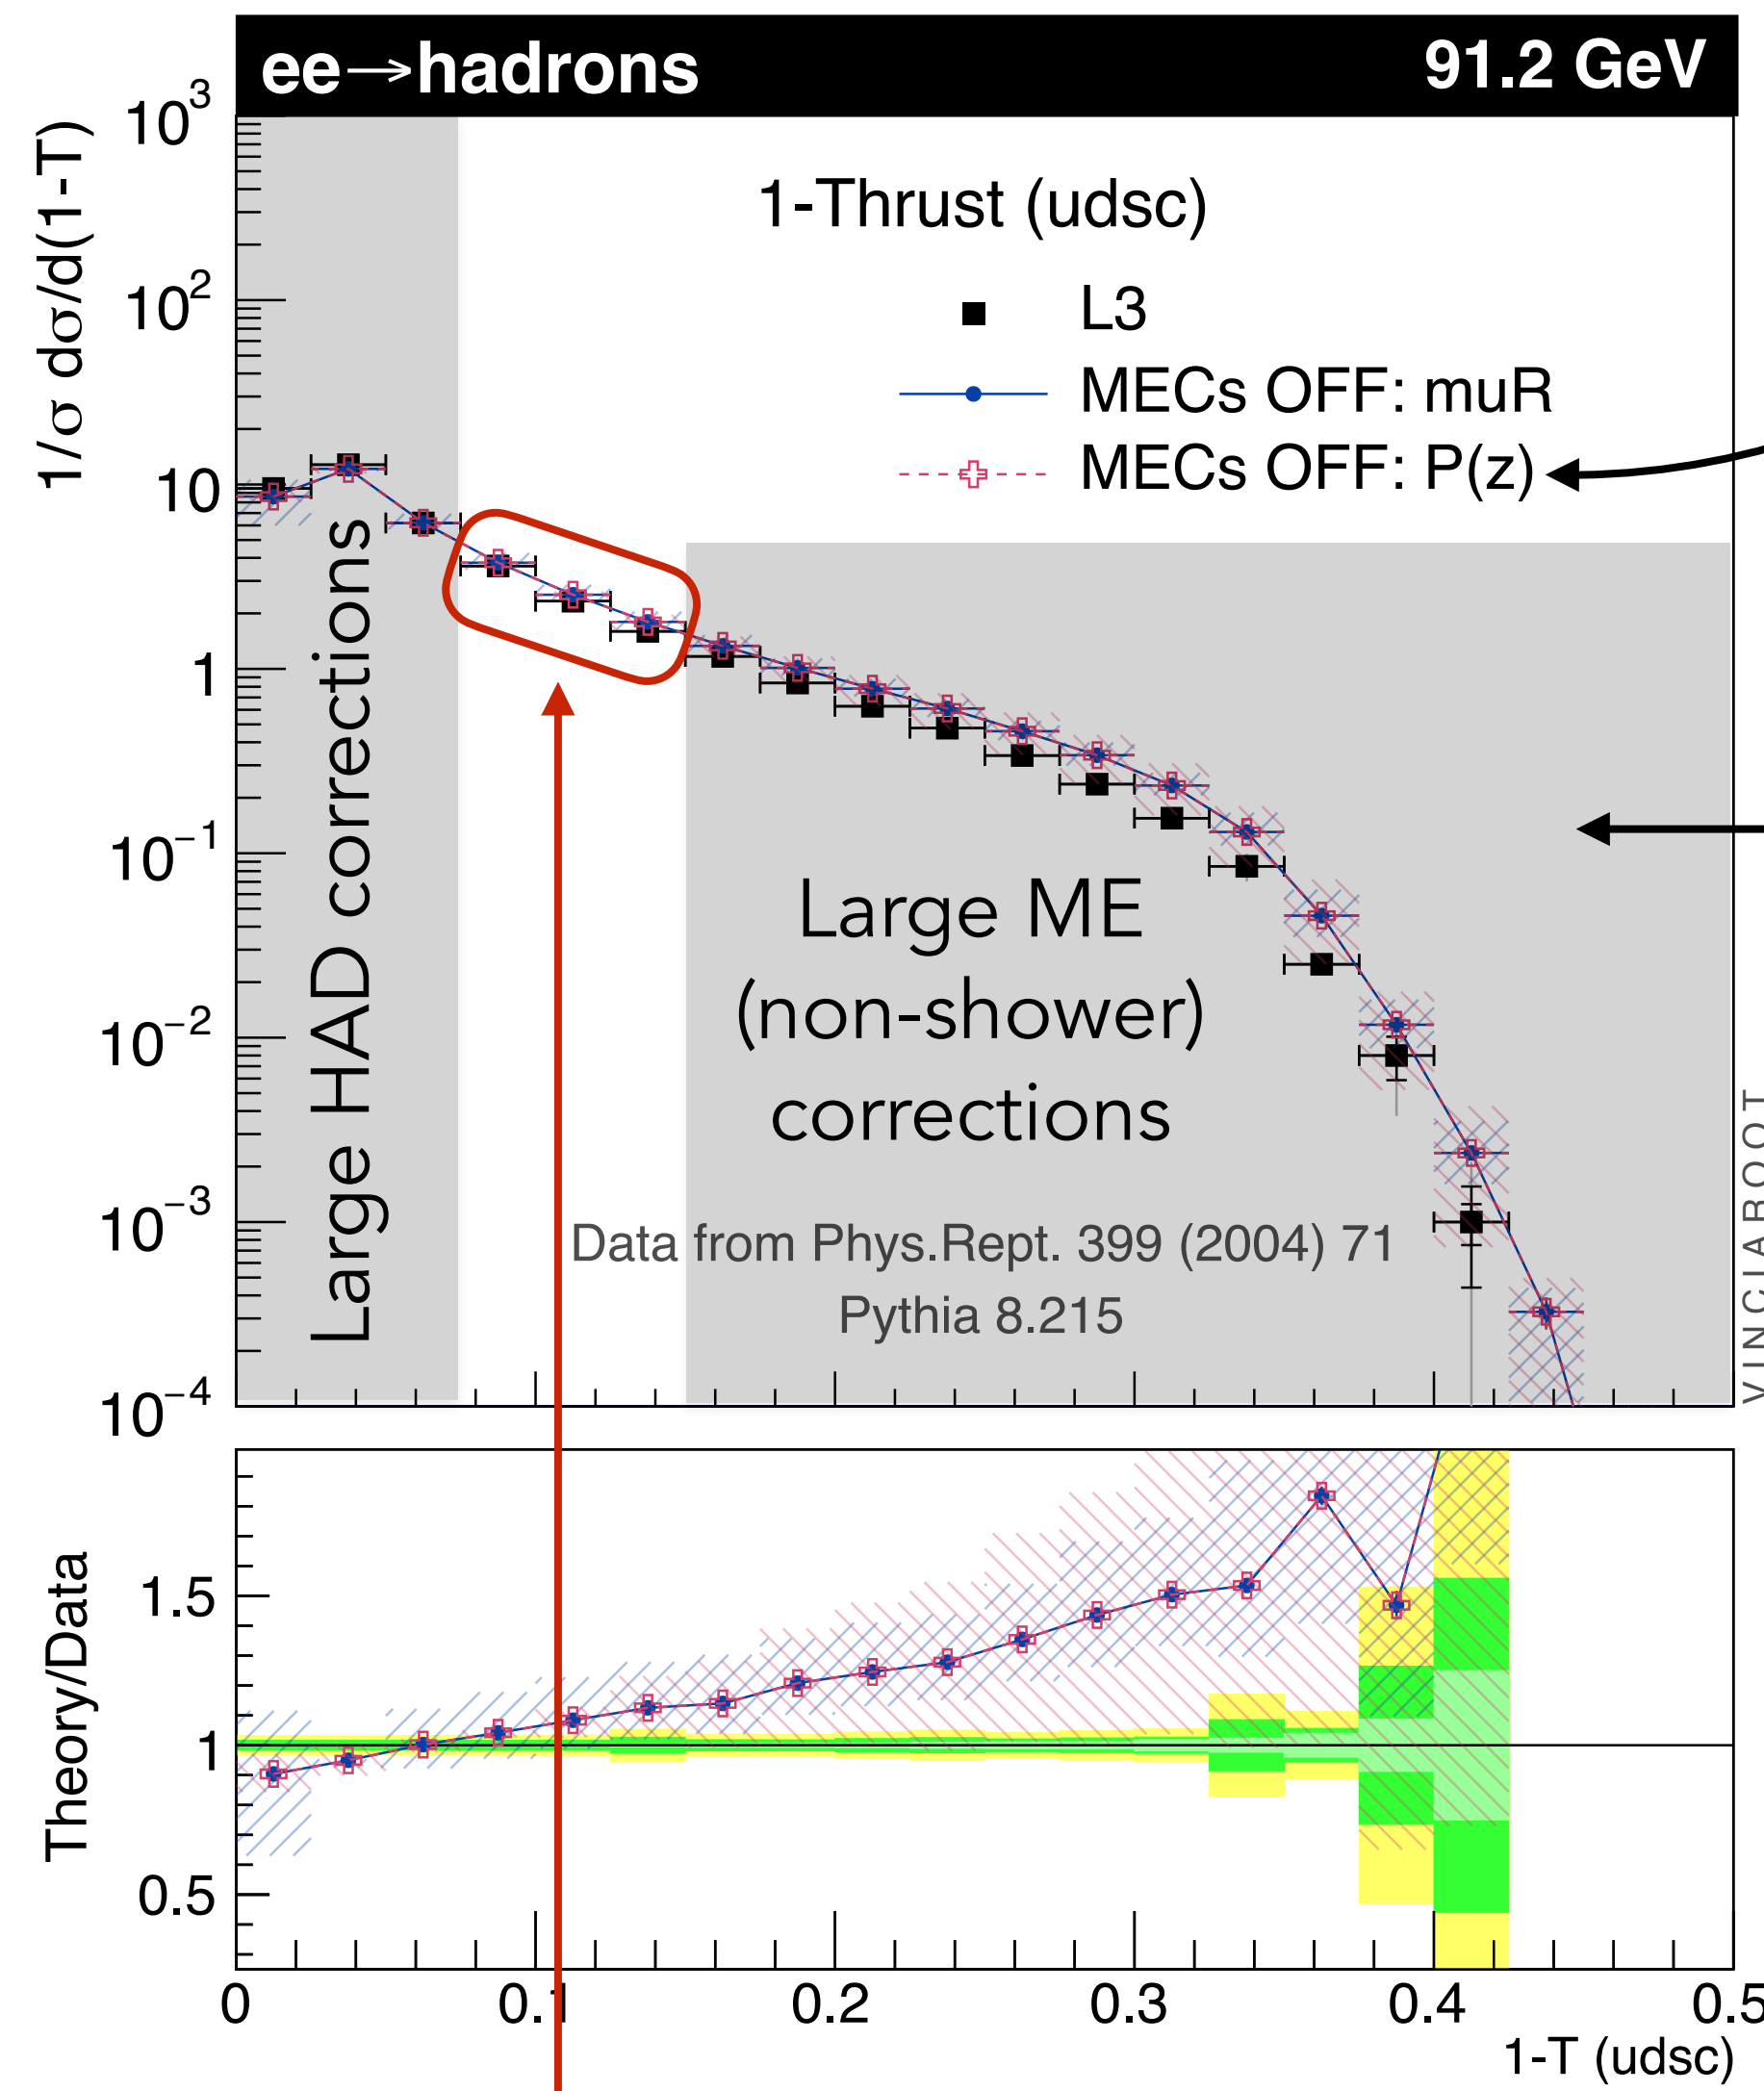 ee→hadrons 91.2 GeV
1/σ dσ/d(1-T)
10³
10²
10
1
10⁻¹
10⁻²
10⁻³
10⁻⁴
1-Thrust (udsc)
L3
MECs OFF: muR
MECs OFF: P(z)
Large HAD corrections
Large ME
(non-shower)
corrections
Data from Phys.Rept. 399 (2004) 71
Pythia 8.215
VINCIAROOT
Theory/Data
1.5
1
0.5
0 0.1 0.2 0.3 0.4 0.5
1-T (udsc)